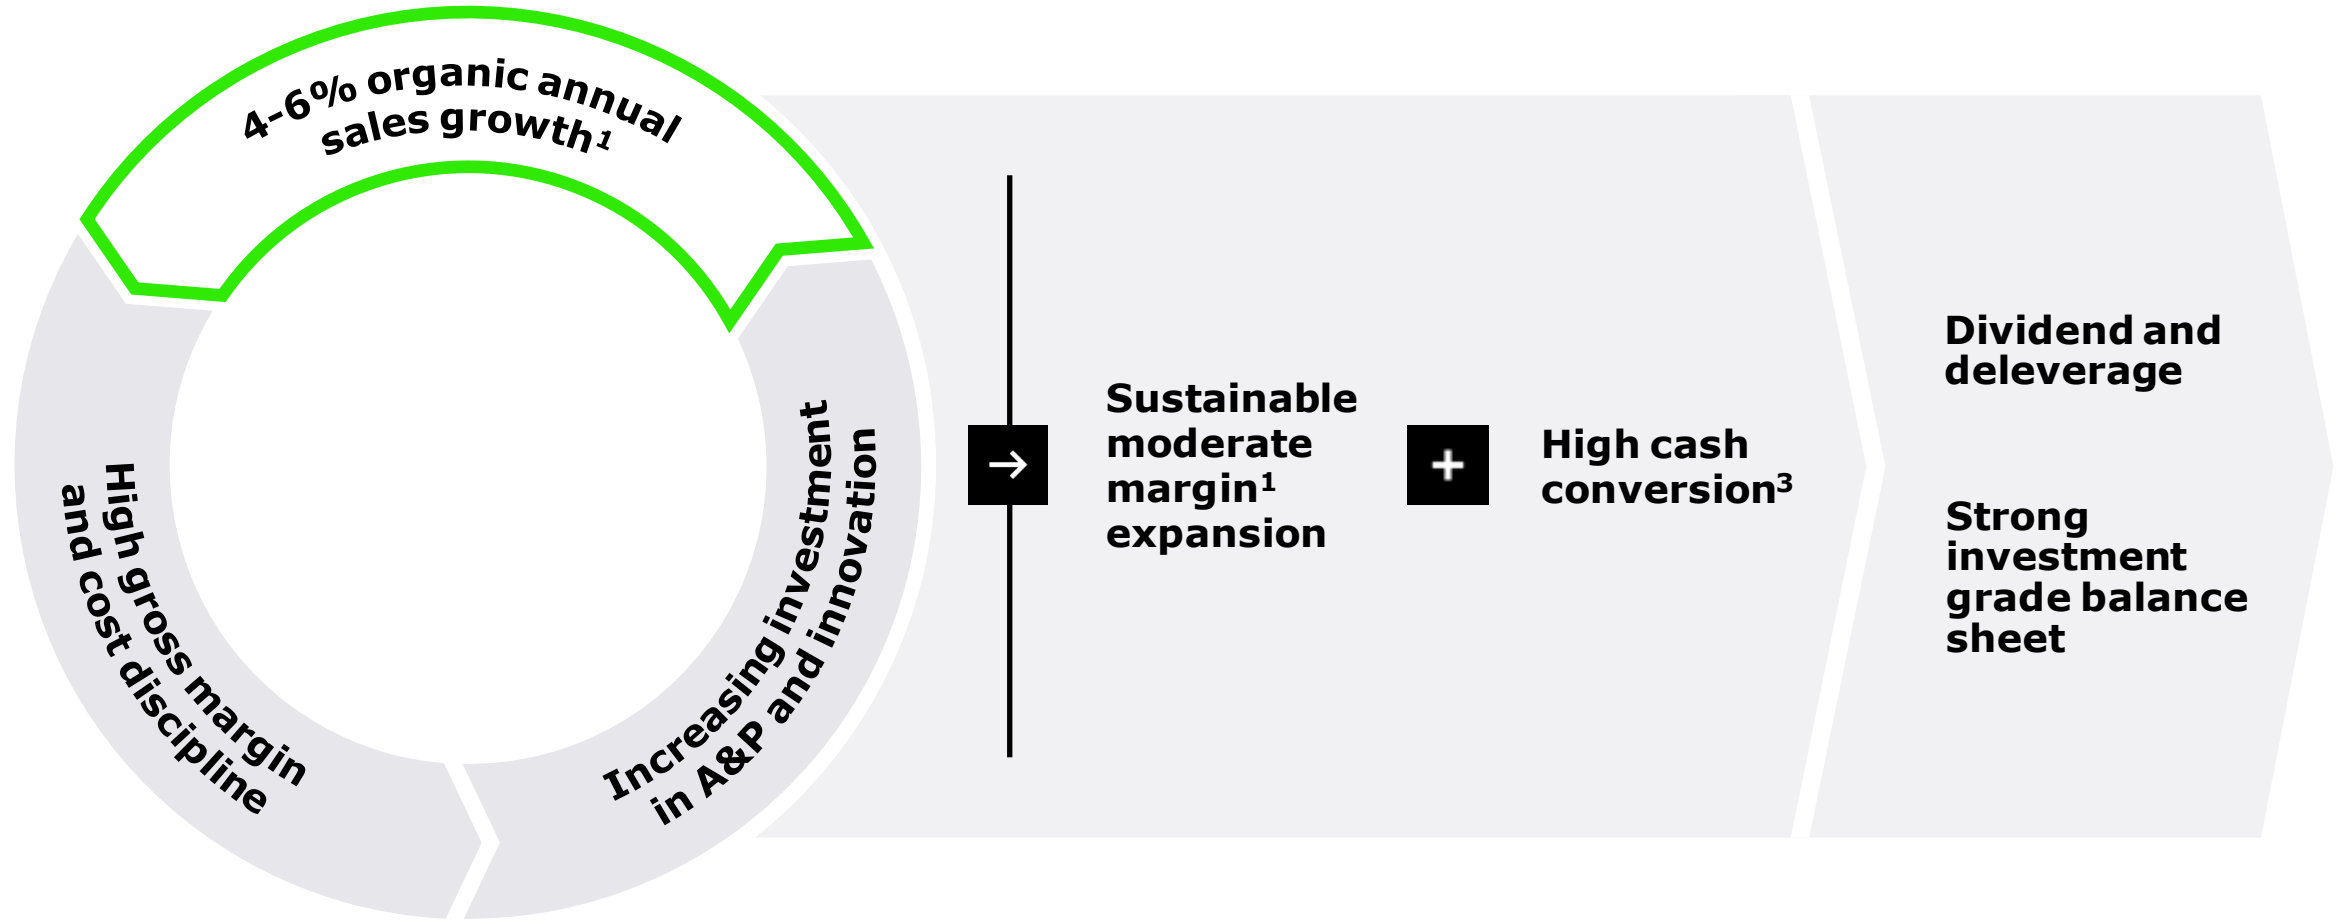 4-6% organic annual
sales growth¹
Increasing investment
in A&P and innovation
High gross margin
and cost discipline
Sustainable
moderate
margin¹
expansion
+
High cash
conversion³
Dividend and
deleverage
Strong
investment
grade balance
sheet